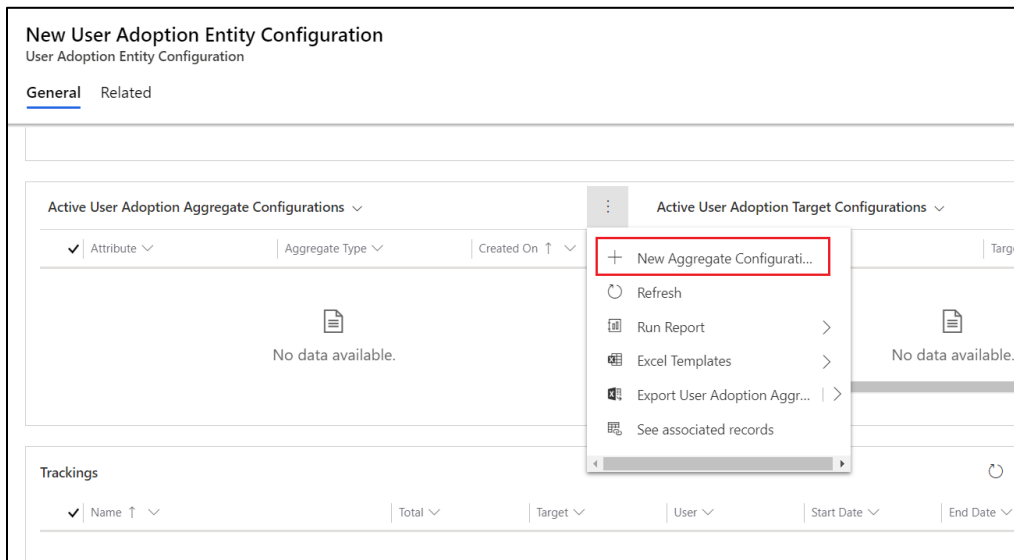 New User Adoption Entity Configuration
User Adoption Entity Configuration
General Related
Active User Adoption Aggregate Configurations
Active User Adoption Target Configurations
Attribute Aggregate Type Created On ↑
Targe
No data available.
New Aggregate Configurati...
Refresh
Run Report
Excel Templates
Export User Adoption Aggr...
See associated records
No data available.
Trackings
Name ↑ Total Target User Start Date End Date